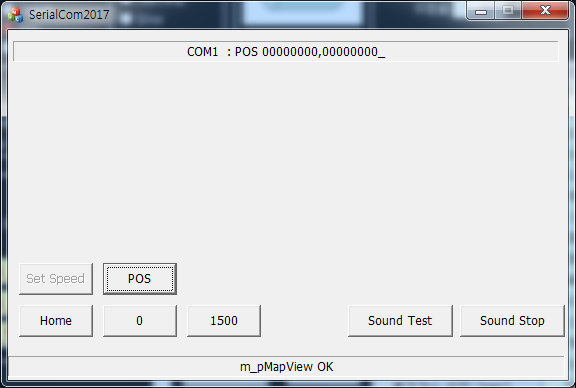 SerialCom2017
COM1 : POS 00000000,00000000_
Set Speed
POS
Home
0
1500
Sound Test
Sound Stop
m_pMapView OK